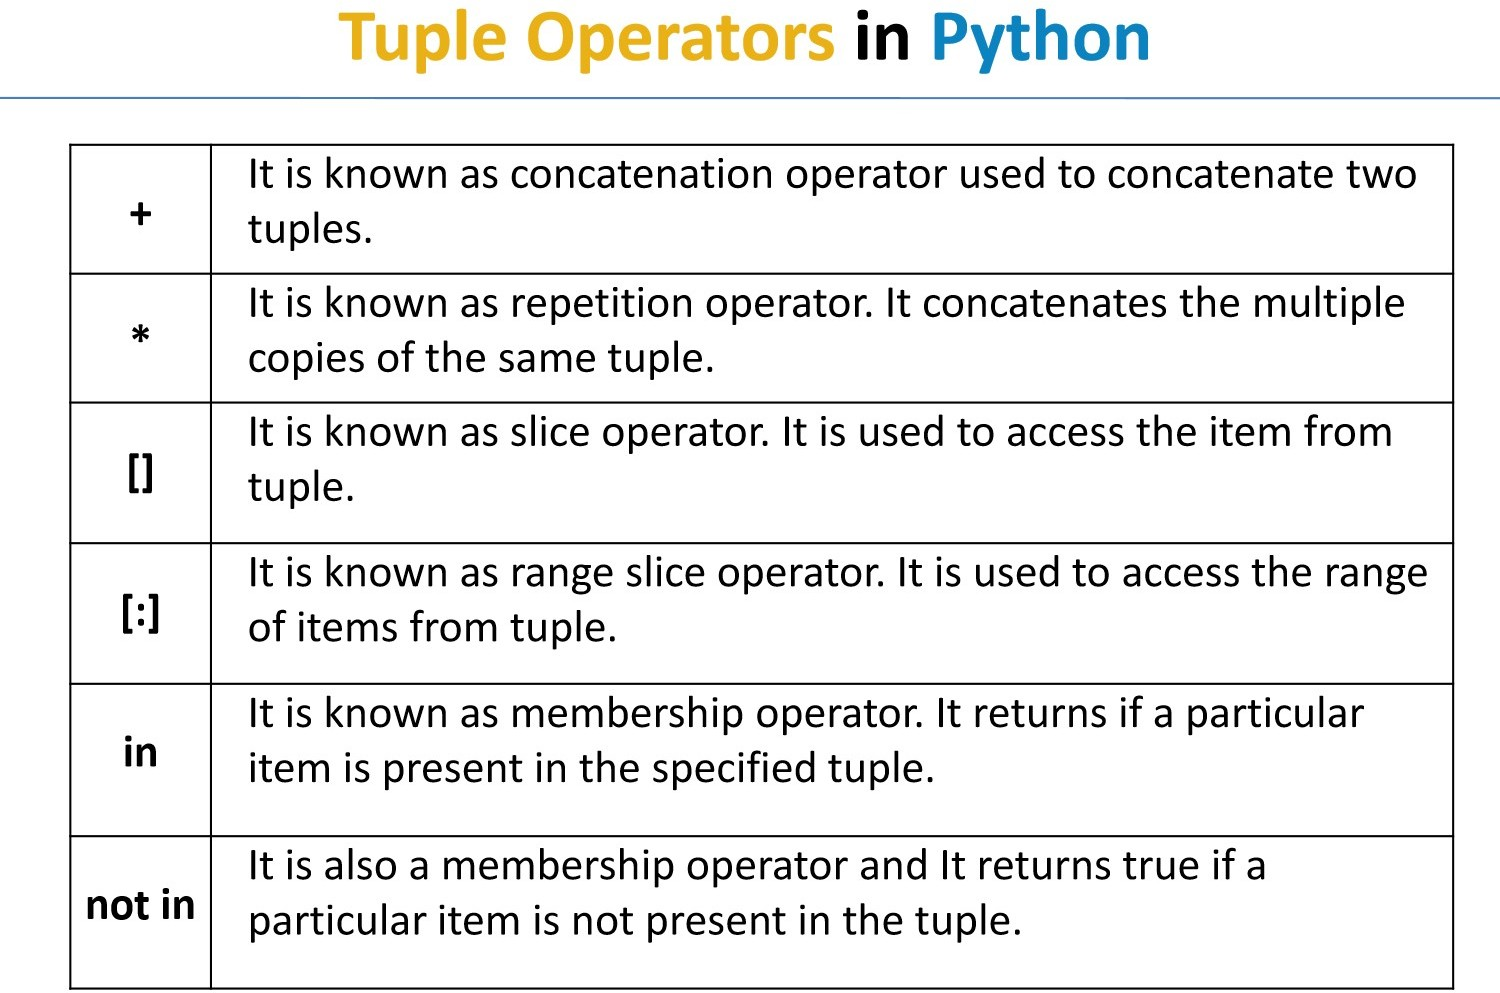 Tuple Operators in Python
+
It is known as concatenation operator used to concatenate two
tuples.
*
It is known as repetition operator. It concatenates the multiple
copies of the same tuple.
[]
It is known as slice operator. It is used to access the item from
tuple.
[:]
It is known as range slice operator. It is used to access the range
of items from tuple.
in
It is known as membership operator. It returns if a particular
item is present in the specified tuple.
not in
It is also a membership operator and It returns true if a
particular item is not present in the tuple.